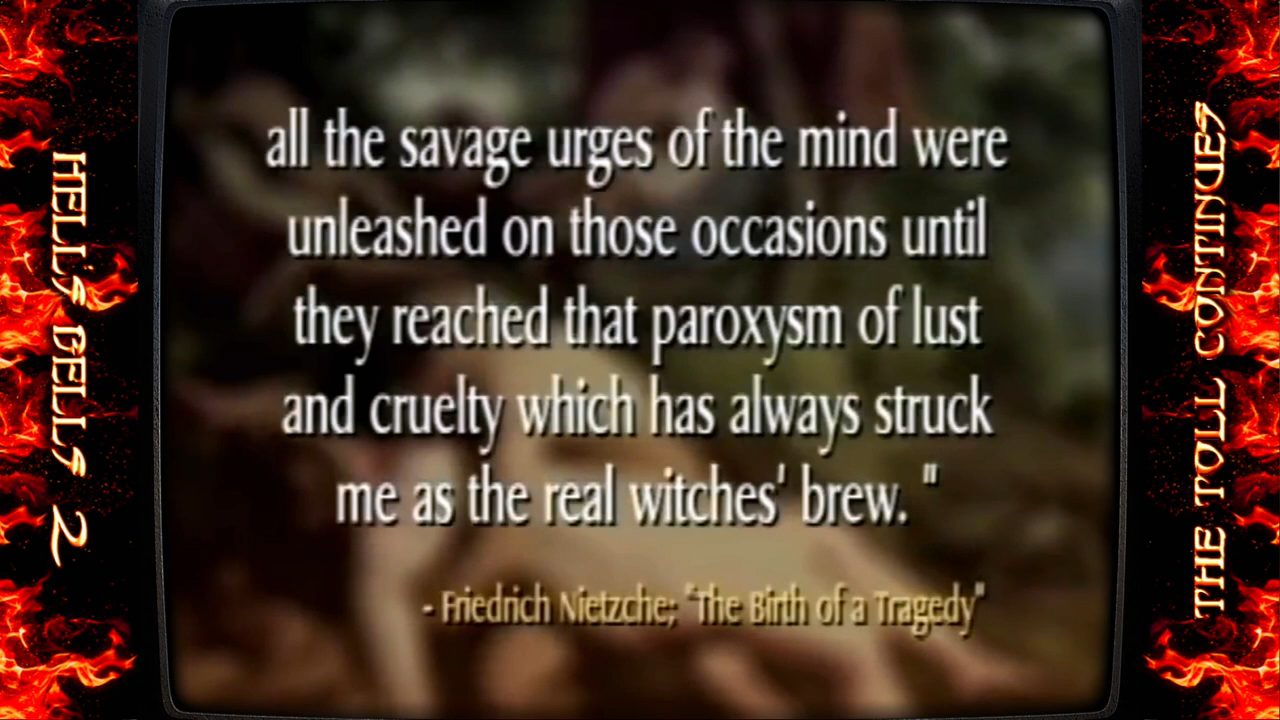 HELL'S BELLS 2
all the savage urges of the mind were
unleashed on those occasions until
they reached that paroxysm of lust
and cruelty which has always struck
me as the real witches' brew. "
- Friedrich Nietzche; "The Birth of a Tragedy"
THE TOLL CONTINUES